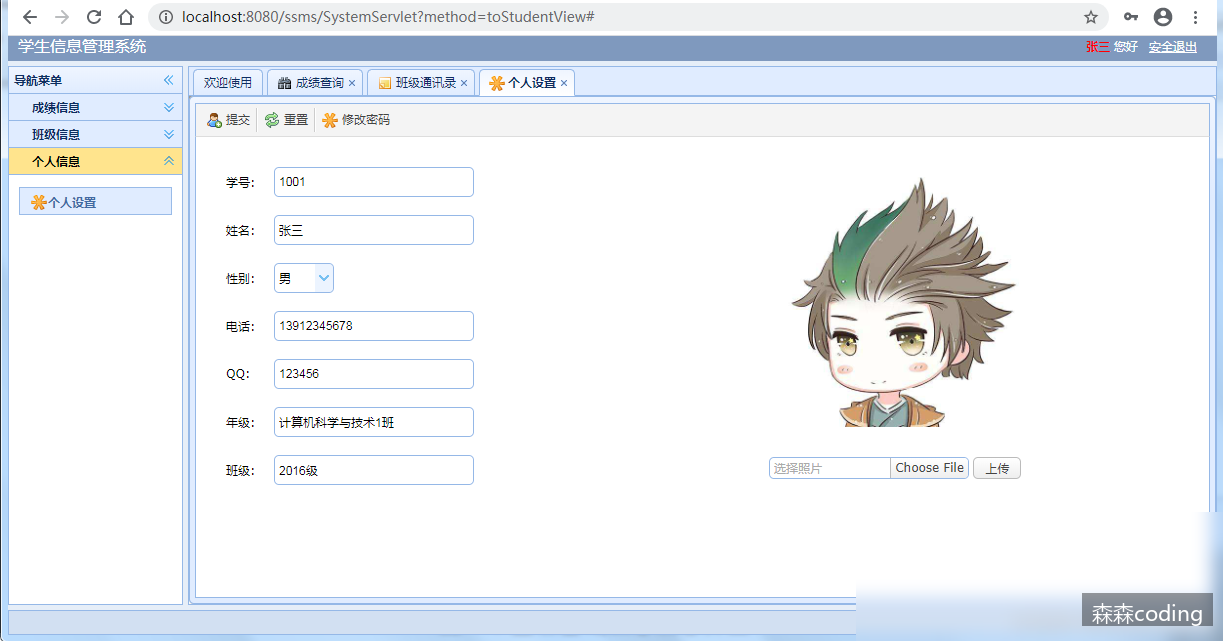 localhost:8080/ssms/SystemServlet?method=toStudentView#
学生信息管理系统
张三 您好 安全退出
导航菜单
欢迎使用 成绩查询 班级通讯录 个人设置
成绩信息
班级信息
个人信息
个人设置
提交 重置 修改密码
学号: 1001
姓名: 张三
性别: 男
电话: 13912345678
QQ: 123456
年级: 计算机科学与技术1班
班级: 2016级
选择照片 Choose File 上传
森森coding